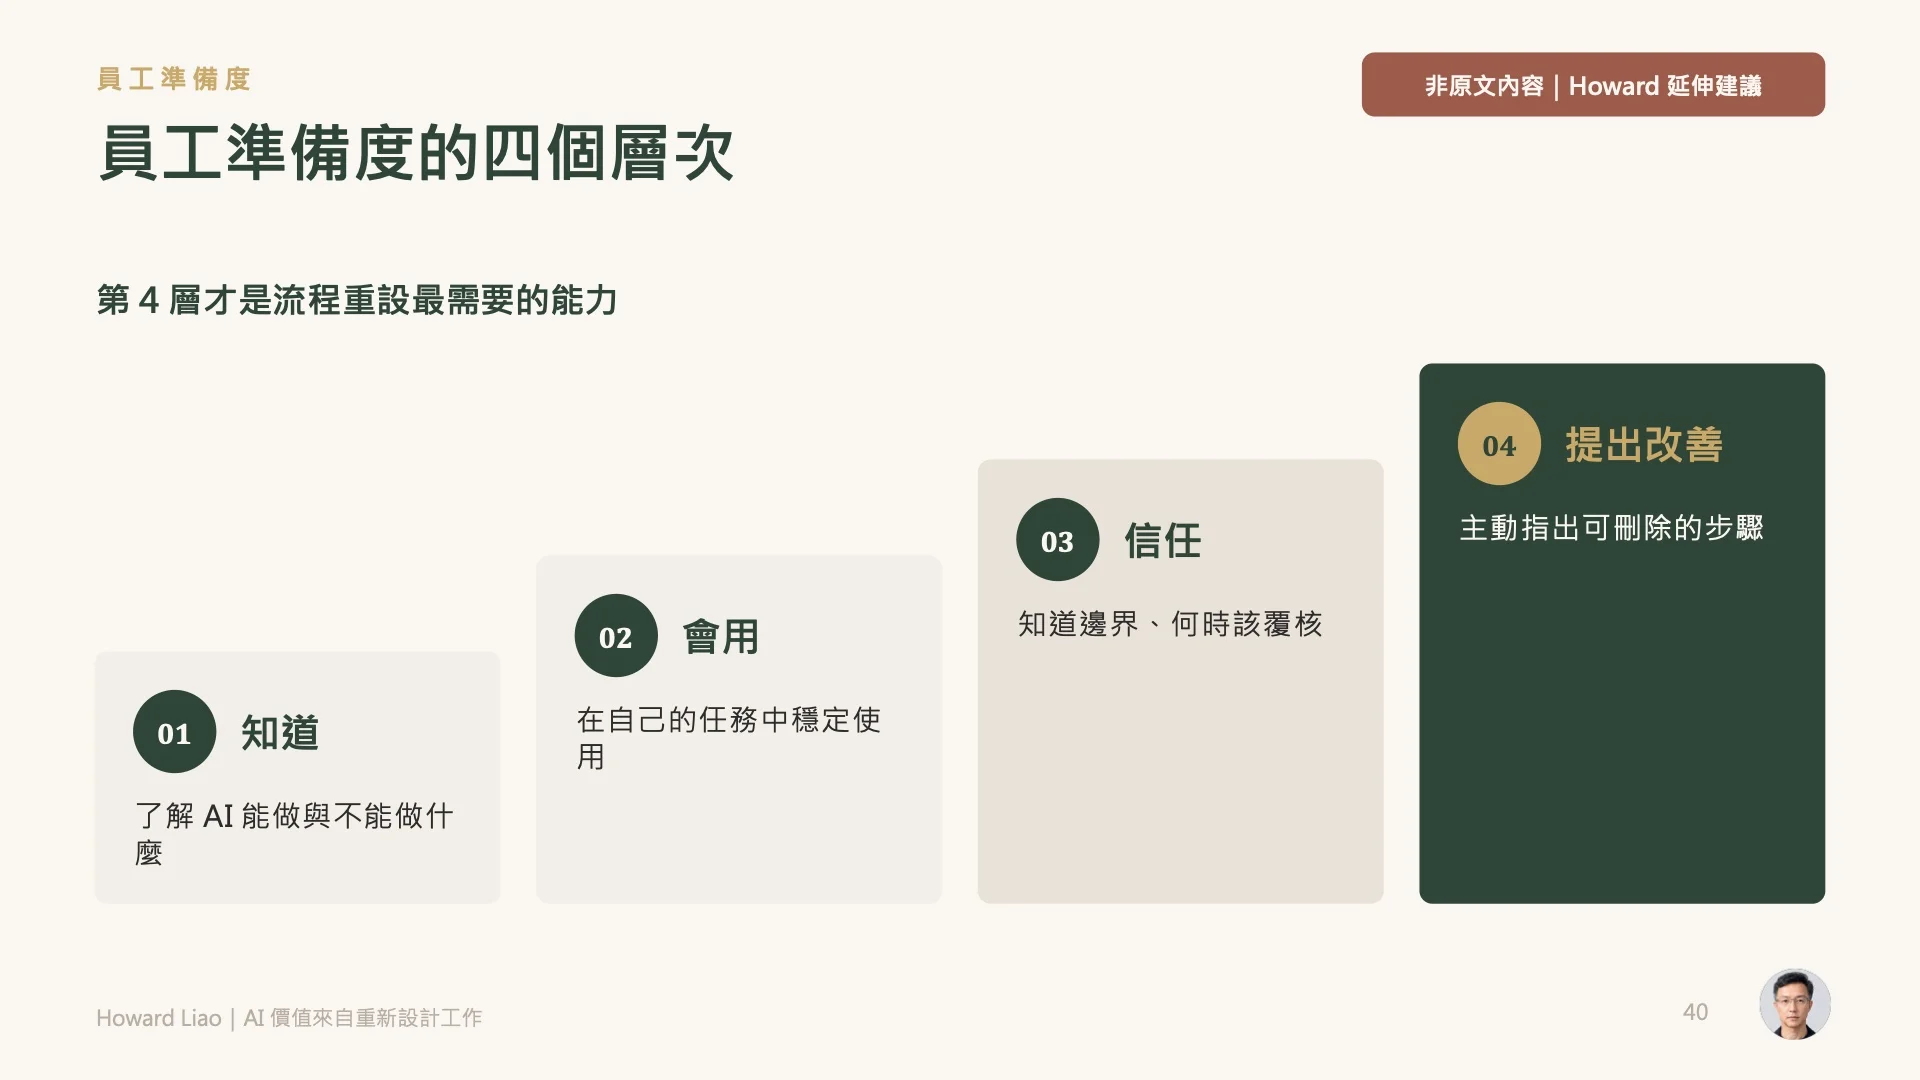 員工準備度
非原文內容｜Howard 延伸建議
員工準備度的四個層次
第 4 層才是流程重設最需要的能力
01 知道
了解 AI 能做與不能做什
麼
02 會用
在自己的任務中穩定使
用
03 信任
知道邊界、何時該覆核
04 提出改善
主動指出可刪除的步驟
Howard Liao｜AI 價值來自重新設計工作
40